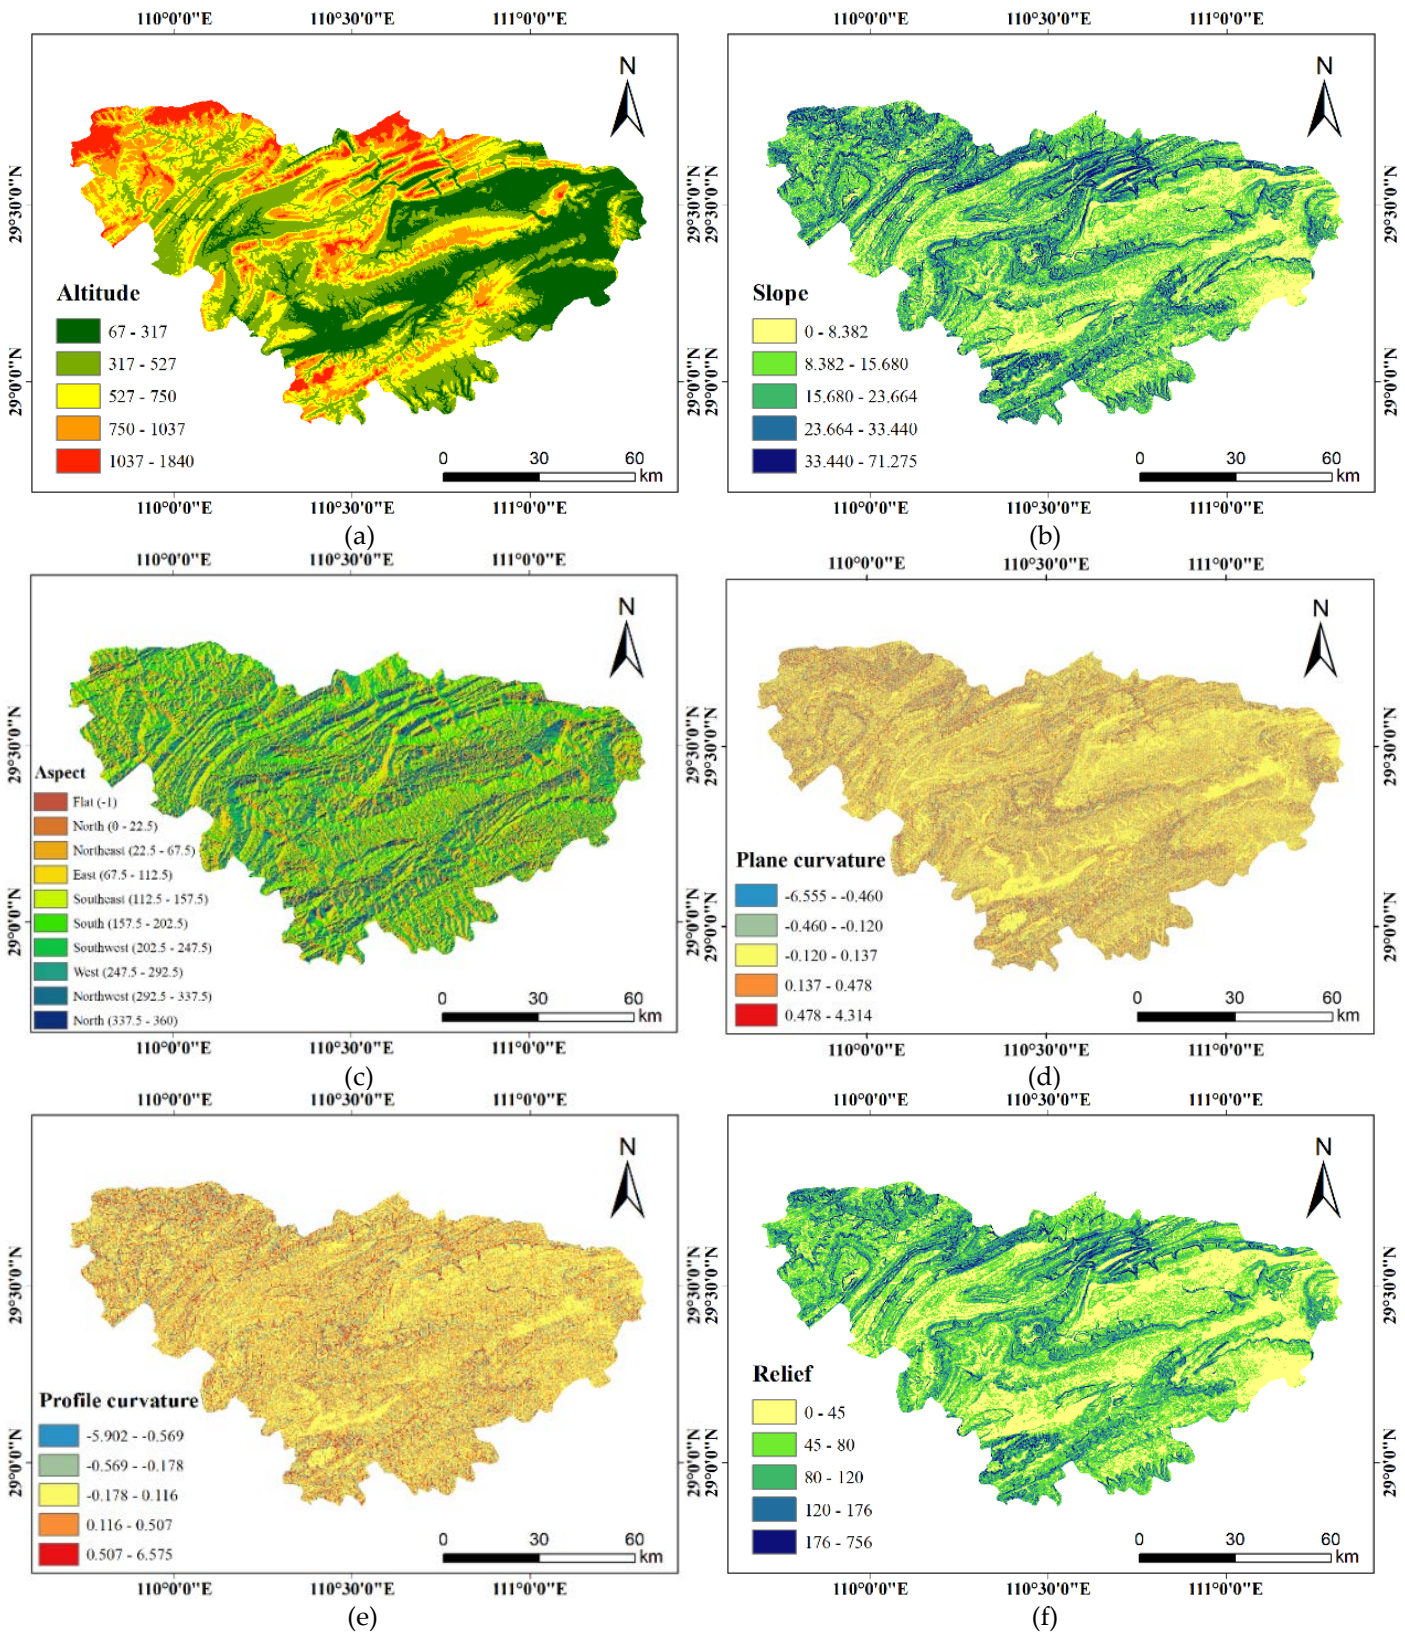 110°0'0"E 110°30'0"E 111°0'0"E
110°0'0"E 110°30'0"E 111°0'0"E
N
N
29°30'0"N
29°0'0"N
29°30'0"N
29°0'0"N
29°30'0"N
29°0'0"N
Altitude
67 - 317
317 - 527
527 - 750
750 - 1037
1037 - 1840
0 30 60
km
Slope
0 - 8.382
8.382 - 15.680
15.680 - 23.664
23.664 - 33.440
33.440 - 71.275
0 30 60
km
110°0'0"E 110°30'0"E 111°0'0"E
110°0'0"E 110°30'0"E 111°0'0"E
(a)
(b)
110°0'0"E 110°30'0"E 111°0'0"E
110°0'0"E 110°30'0"E 111°0'0"E
N
N
29°30'0"N
29°0'0"N
29°30'0"N
29°0'0"N
29°30'0"N
29°0'0"N
Aspect
Flat (-1)
North (0 - 22.5)
Northeast (22.5 - 67.5)
East (67.5 - 112.5)
Southeast (112.5 - 157.5)
South (157.5 - 202.5)
Southwest (202.5 - 247.5)
West (247.5 - 292.5)
Northwest (292.5 - 337.5)
North (337.5 - 360)
0 30 60
km
Plane curvature
-6.555 - -0.460
-0.460 - -0.120
-0.120 - 0.137
0.137 - 0.478
0.478 - 4.314
0 30 60
km
110°0'0"E 110°30'0"E 111°0'0"E
110°0'0"E 110°30'0"E 111°0'0"E
(c)
(d)
110°0'0"E 110°30'0"E 111°0'0"E
110°0'0"E 110°30'0"E 111°0'0"E
N
N
29°30'0"N
29°0'0"N
29°30'0"N
29°0'0"N
29°30'0"N
29°0'0"N
Profile curvature
-5.902 - -0.569
-0.569 - -0.178
-0.178 - 0.116
0.116 - 0.507
0.507 - 6.575
0 30 60
km
Relief
0 - 45
45 - 80
80 - 120
120 - 176
176 - 756
0 30 60
km
110°0'0"E 110°30'0"E 111°0'0"E
110°0'0"E 110°30'0"E 111°0'0"E
(e)
(f)